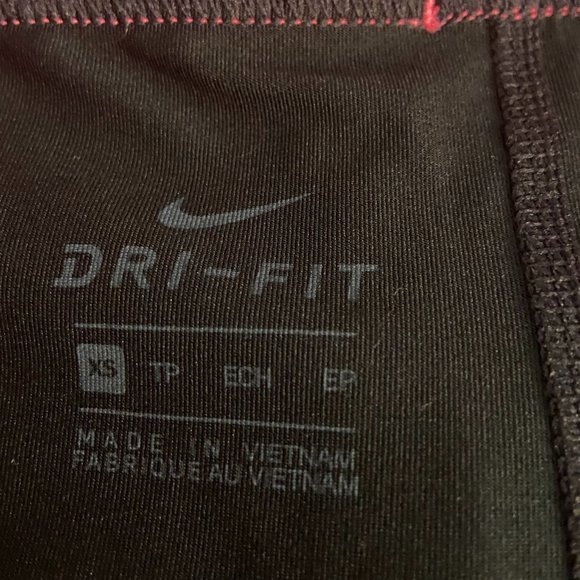 DRI-FIT
XS TP ECH EP
MADE IN VIETNAM
FABRIQUE AU VIETNAM